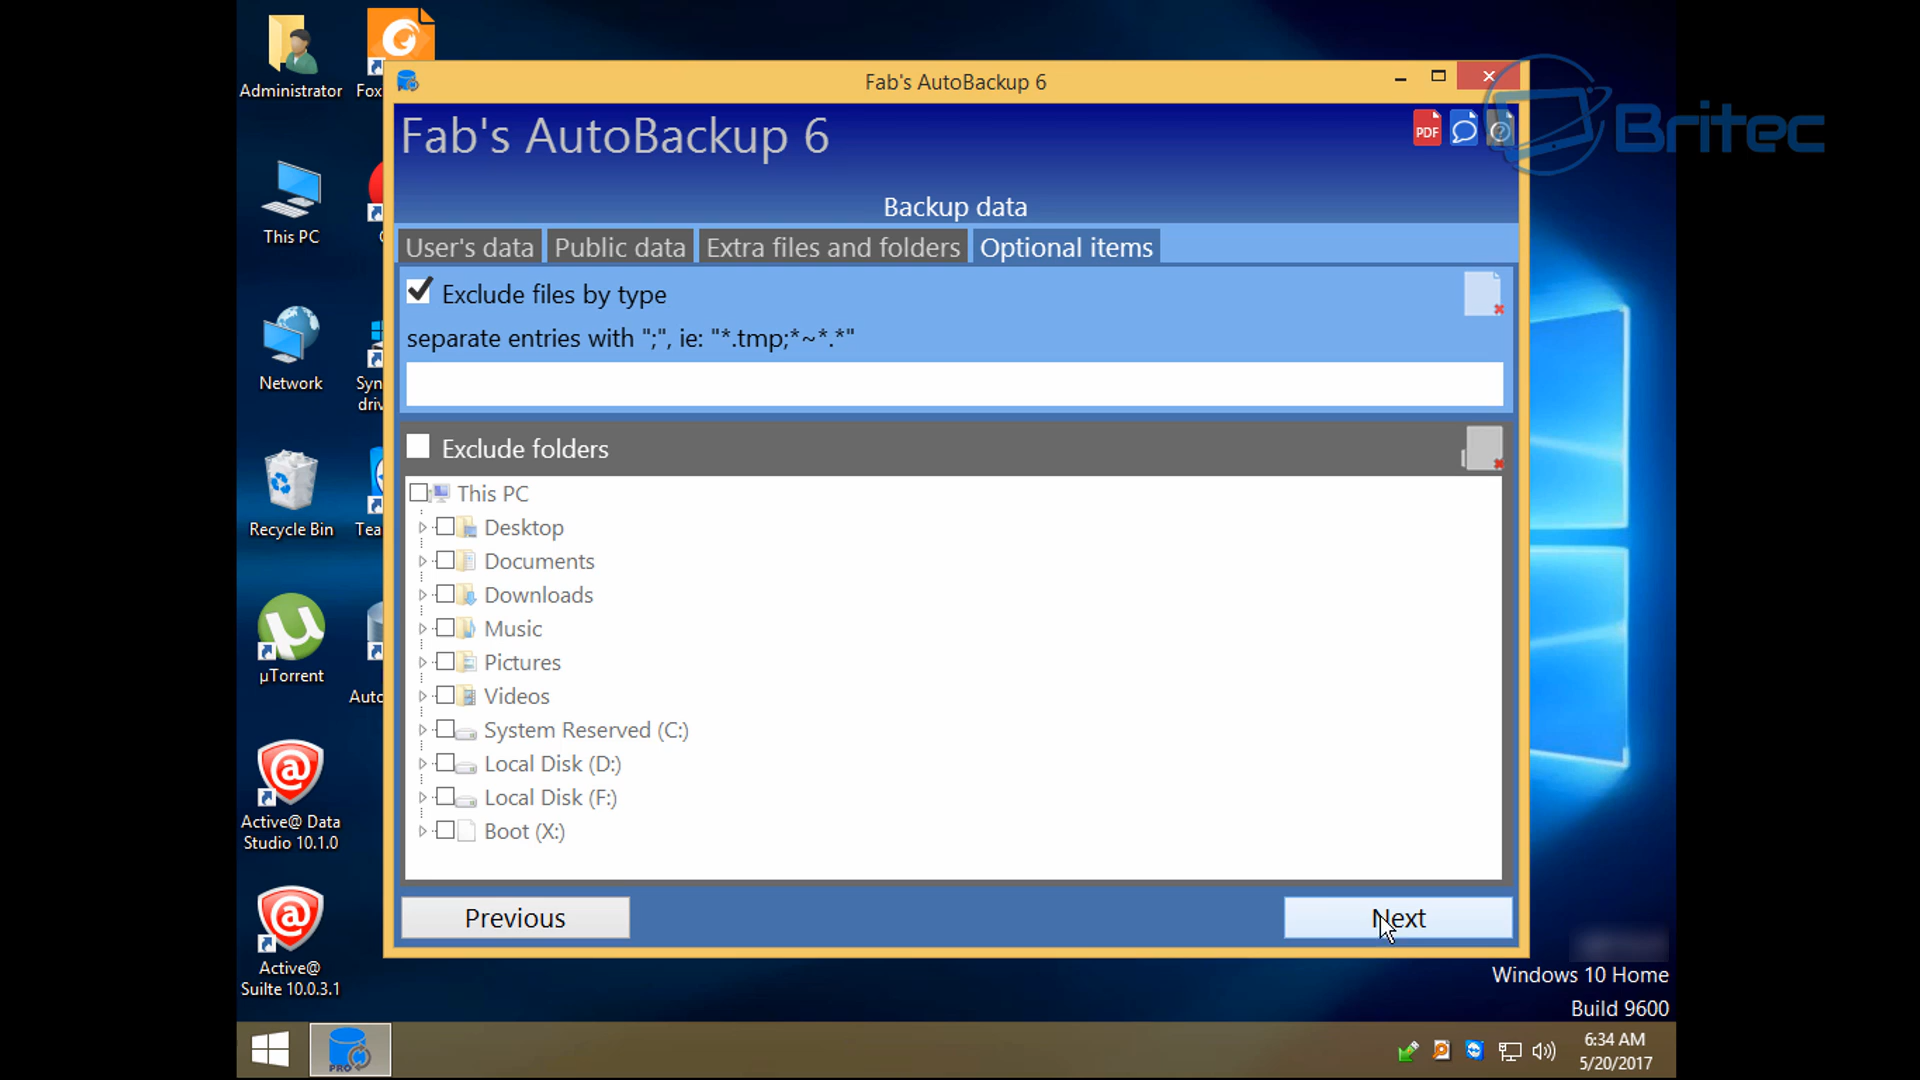 Fab's AutoBackup 6
Fab's AutoBackup 6
PDF
Britec
Backup data
User's data
Public data
Extra files and folders
Optional items
Exclude files by type
separate entries with ";", ie: "*.tmp;*~*.*"
Exclude folders
This PC
Desktop
Documents
Downloads
Music
Pictures
Videos
System Reserved (C:)
Local Disk (D:)
Local Disk (F:)
Boot (X:)
Previous
Next
Administrator
Fox
This PC
Network
Syn
driv
Recycle Bin
Tea
µTorrent
Auto
Active@ Data
Studio 10.1.0
Active@
Suilte 10.0.3.1
Windows 10 Home
Build 9600
PRO
6:34 AM
5/20/2017